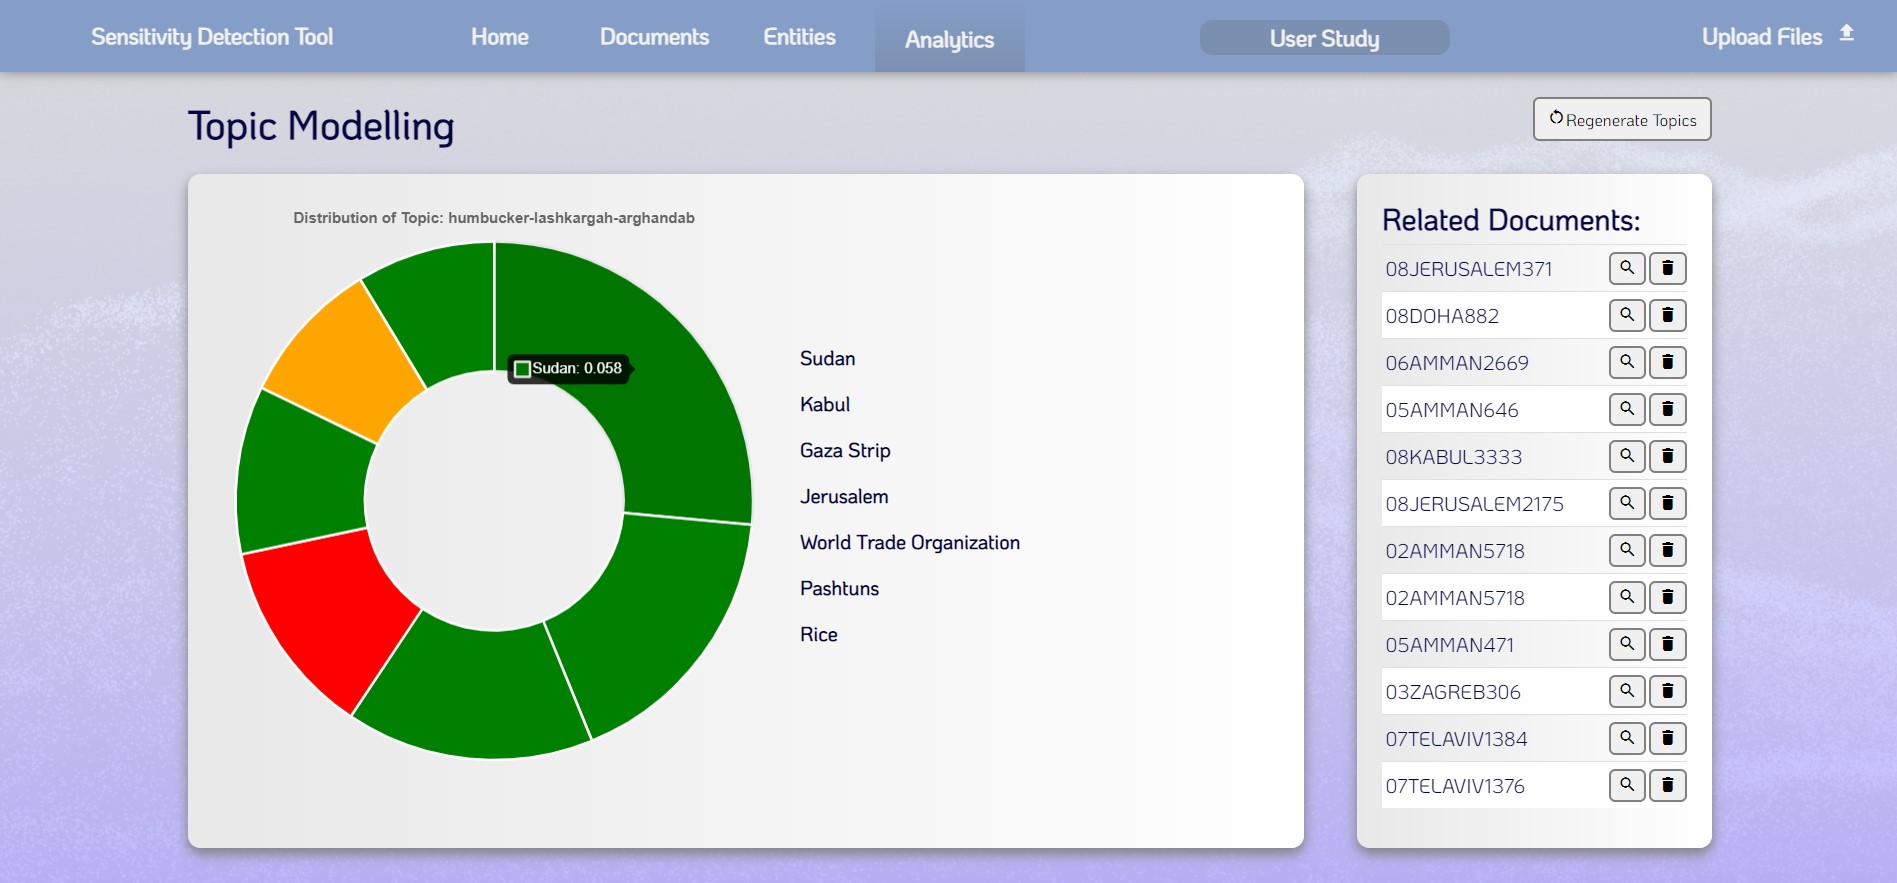 Sensitivity Detection Tool
Home
Documents
Entities
Analytics
User Study
Upload Files
Topic Modelling
Regenerate Topics
Distribution of Topic: humbucker-lashkargah-arghandab
Sudan: 0.058
Sudan
Kabul
Gaza Strip
Jerusalem
World Trade Organization
Pashtuns
Rice
Related Documents:
08JERUSALEM371
08DOHA882
06AMMAN2669
05AMMAN646
08KABUL3333
08JERUSALEM2175
02AMMAN5718
02AMMAN5718
05AMMAN471
03ZAGREB306
07TELAVIV1384
07TELAVIV1376